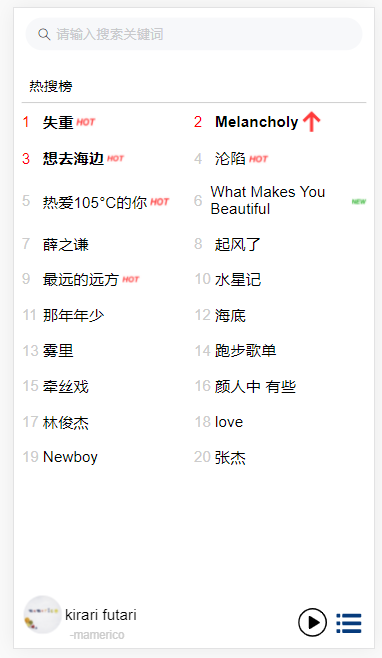 请输入搜索关键词
热搜榜
1 失重 HOT
2 Melancholy
3 想去海边 HOT
4 沦陷 HOT
5 热爱105°C的你 HOT
6 What Makes You
Beautiful NEW
7 薛之谦
8 起风了
9 最远的远方 HOT
10 水星记
11 那年年少
12 海底
13 雾里
14 跑步歌单
15 牵丝戏
16 颜人中 有些
17 林俊杰
18 love
19 Newboy
20 张杰
kirari futari
-mamerico